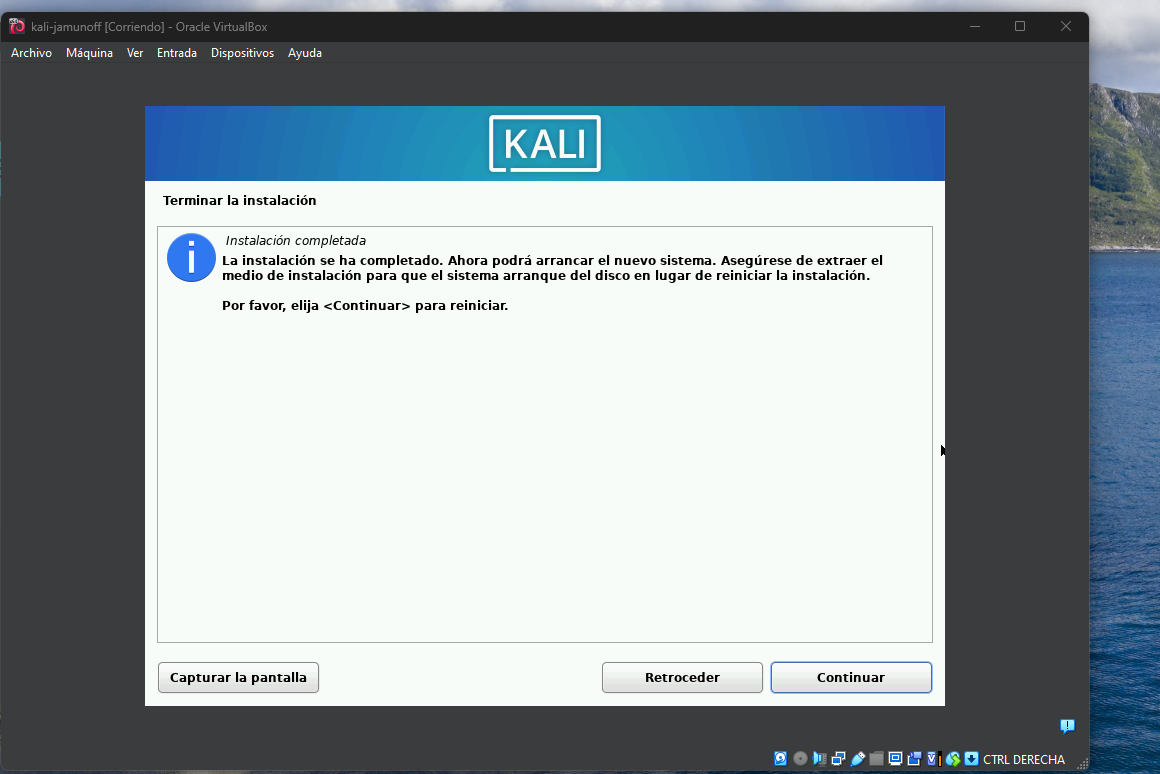 kali-jamunoff [Corriendo] - Oracle VirtualBox
Archivo Máquina Ver Entrada Dispositivos Ayuda
KALI
Terminar la instalación
Instalación completada
La instalación se ha completado. Ahora podrá arrancar el nuevo sistema. Asegúrese de extraer el
medio de instalación para que el sistema arranque del disco en lugar de reiniciar la instalación.
Por favor, elija <Continuar> para reiniciar.
Capturar la pantalla Retroceder Continuar
CTRL DERECHA